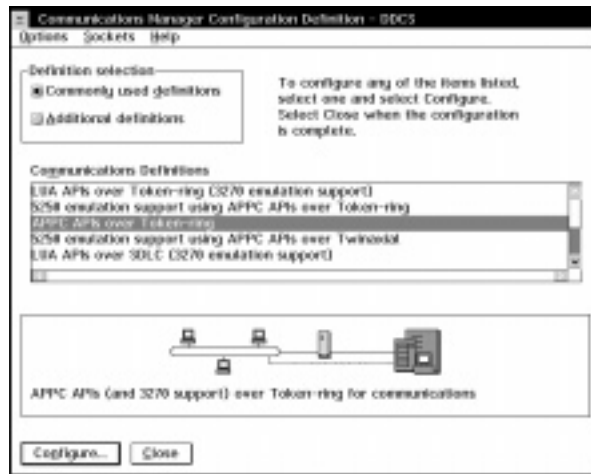 Communications Manager Configuration Definition - DDCS
Options Sockets Help
Definition selection
Commonly used definitions
Additional definitions
To configure any of the items listed,
select one and select Configure.
Select Close when the configuration
is complete.
Communications Definitions
LUA APIs over Token-ring (3270 emulation support)
5250 emulation support using APPC APIs over Token-ring
APPC APIs over Token-ring
5250 emulation support using APPC APIs over Twinaxial
LUA APIs over SDLC (3270 emulation support)
APPC APIs (and 3270 support) over Token-ring for communications
Configure... Close